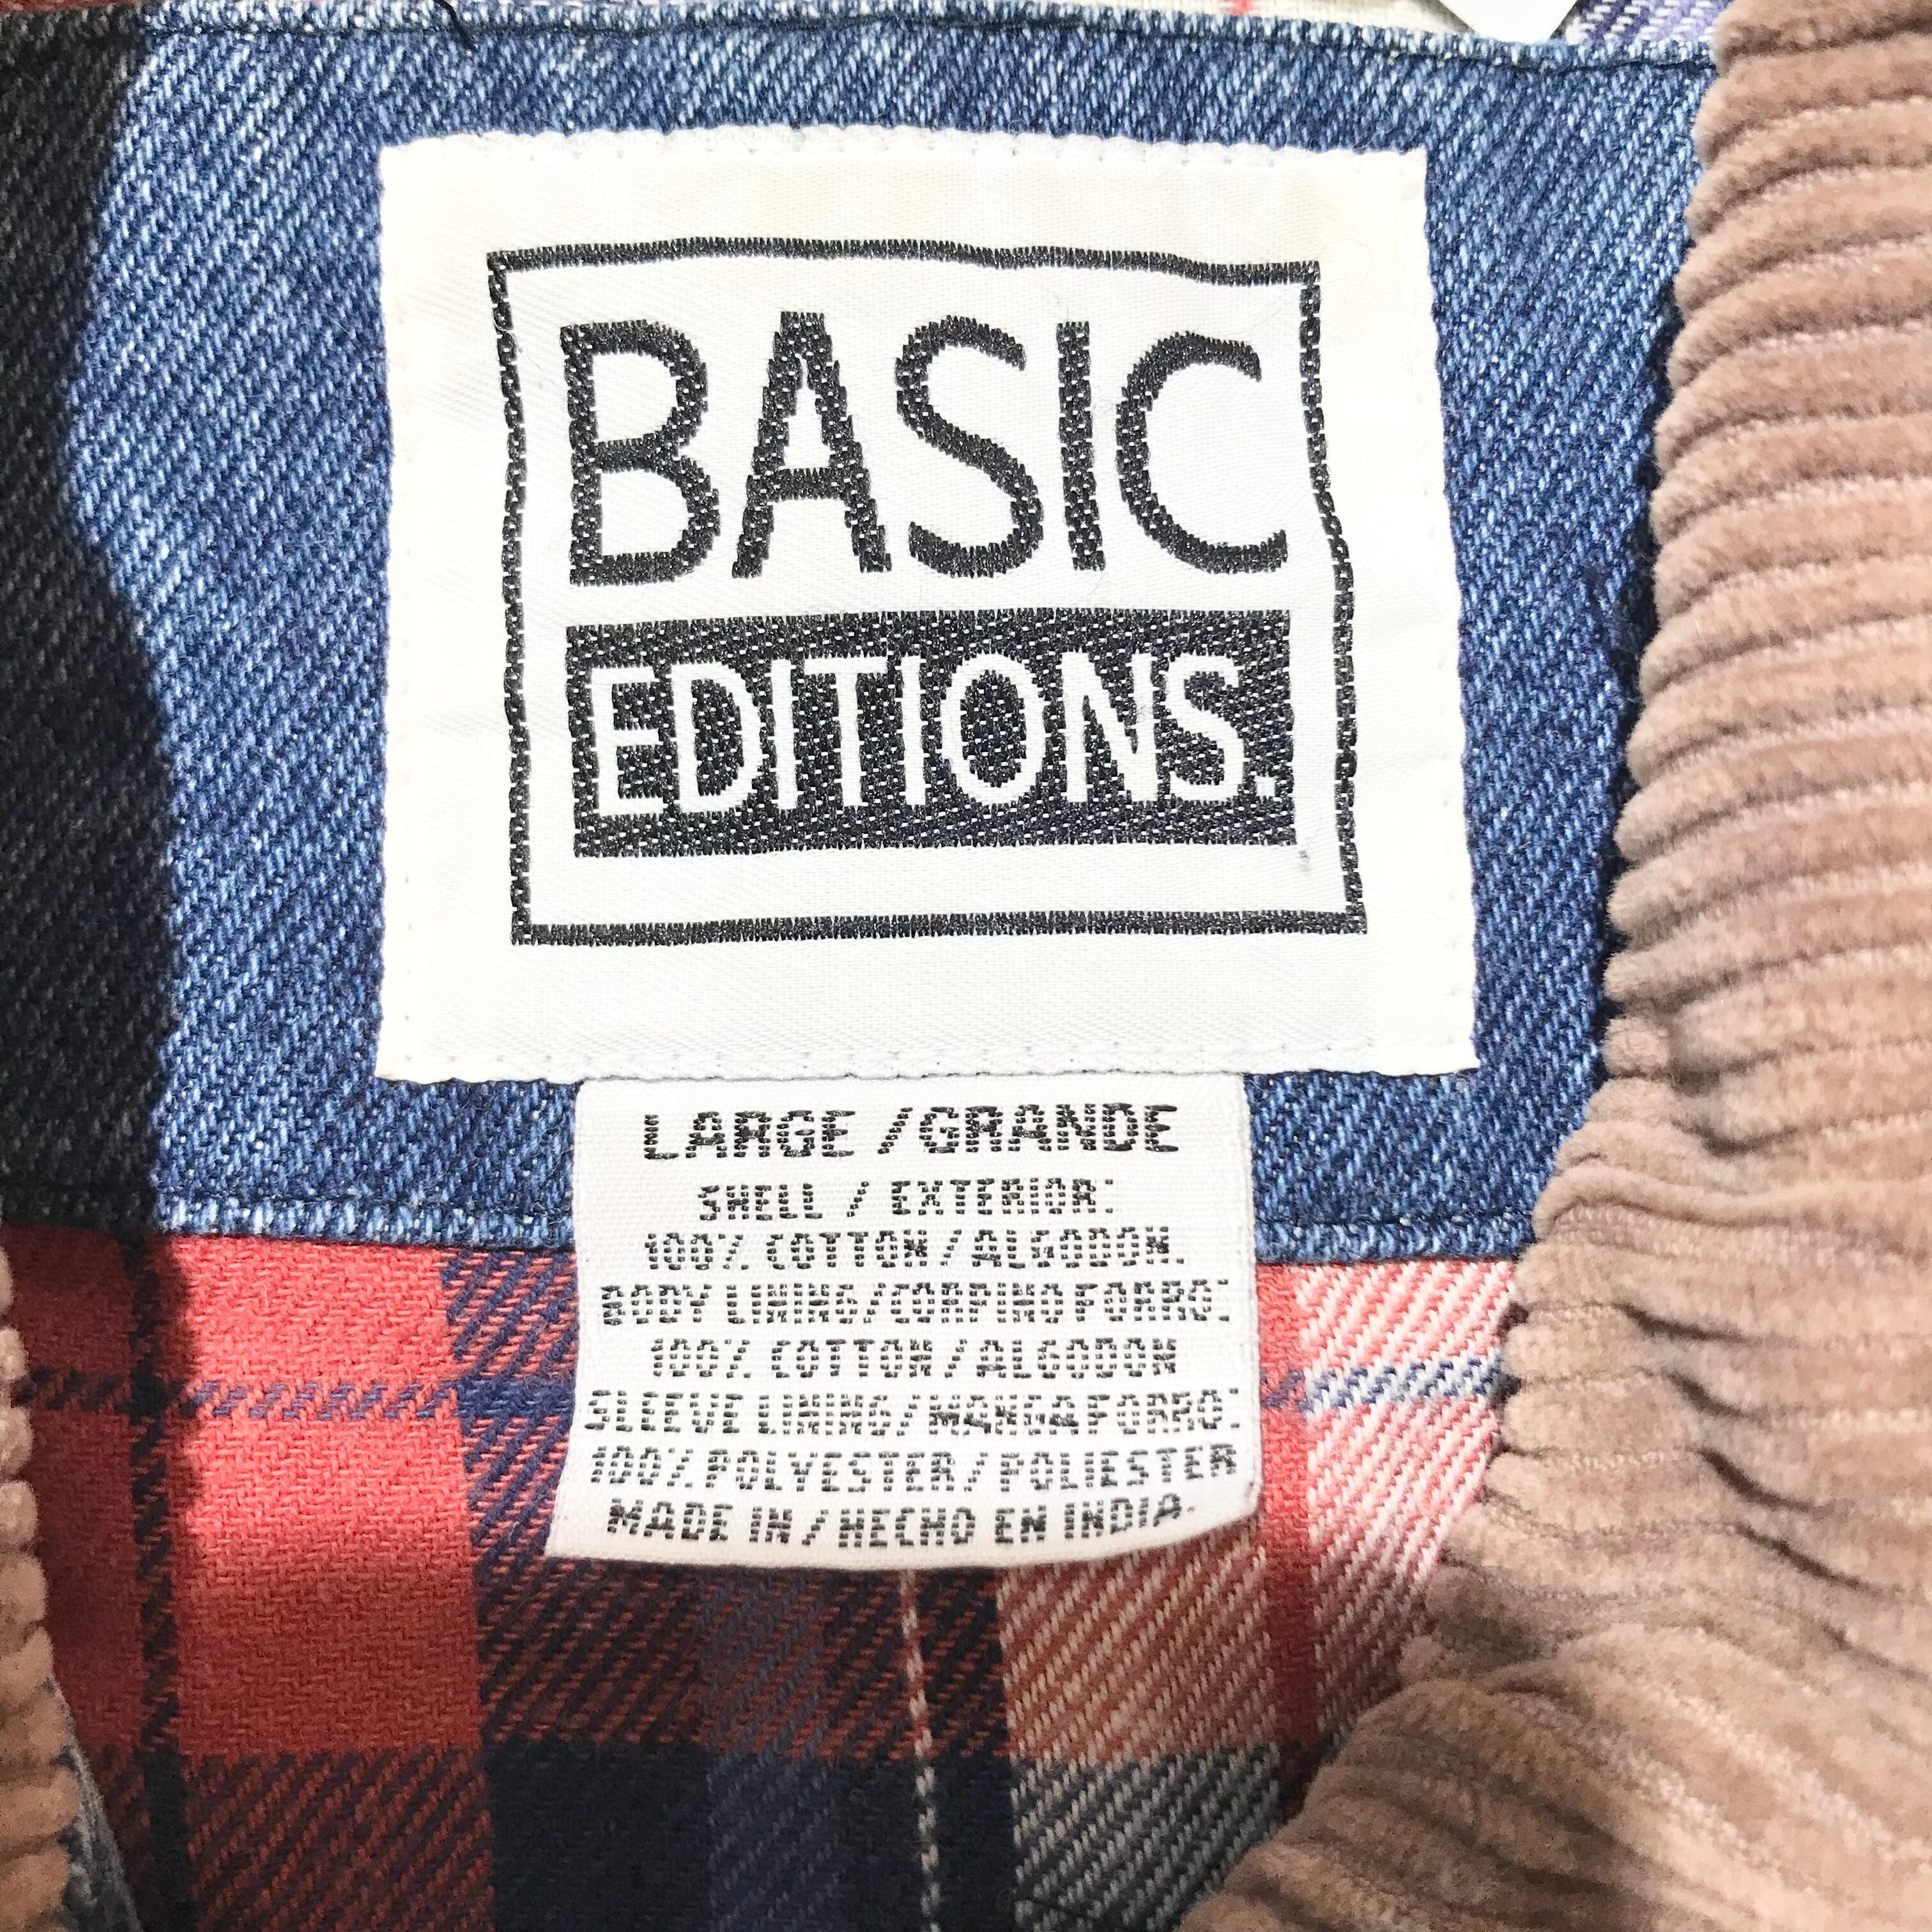 BASIC
EDITIONS.
LARGE / GRANDE
SHELL / EXTERIOR:
100% COTTON / ALGODON.
BODY LINING / CORPINO FORRO:
100% COTTON / ALGODON
SLEEVE LINING / MANGA FORRO:
100% POLYESTER / POLIESTER
MADE IN / HECHO EN INDIA.